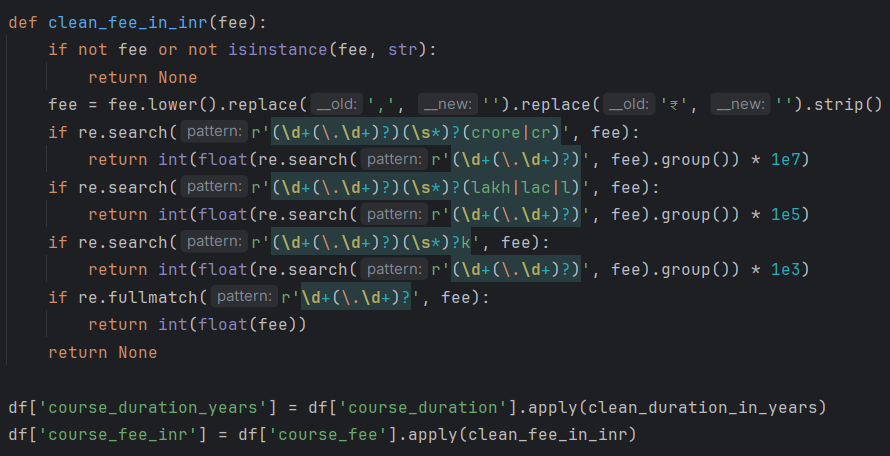 def clean_fee_in_inr(fee):
    if not fee or not isinstance(fee, str):
        return None
    fee = fee.lower().replace( __old: ',', __new: '').replace( __old: '₹', __new: '').strip()
    if re.search( pattern: r'(\d+(\.\d+)?)(\s*)?(crore|cr)', fee):
        return int(float(re.search( pattern: r'(\d+(\.\d+)?)', fee).group()) * 1e7)
    if re.search( pattern: r'(\d+(\.\d+)?)(\s*)?(lakh|lac|l)', fee):
        return int(float(re.search( pattern: r'(\d+(\.\d+)?)', fee).group()) * 1e5)
    if re.search( pattern: r'(\d+(\.\d+)?)(\s*)?k', fee):
        return int(float(re.search( pattern: r'(\d+(\.\d+)?)', fee).group()) * 1e3)
    if re.fullmatch( pattern: r'\d+(\.\d+)?', fee):
        return int(float(fee))
    return None
df['course_duration_years'] = df['course_duration'].apply(clean_duration_in_years)
df['course_fee_inr'] = df['course_fee'].apply(clean_fee_in_inr)